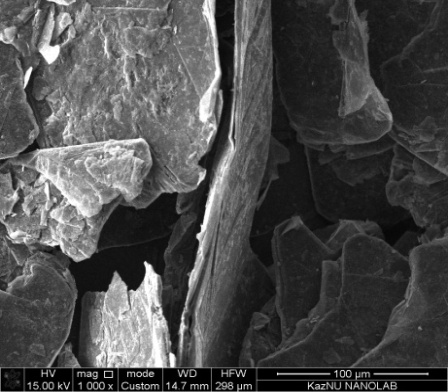 HV mag □ mode WD HFW 100 µm
15.00 kV 1 000 x Custom 14.7 mm 298 µm KazNU NANOLAB